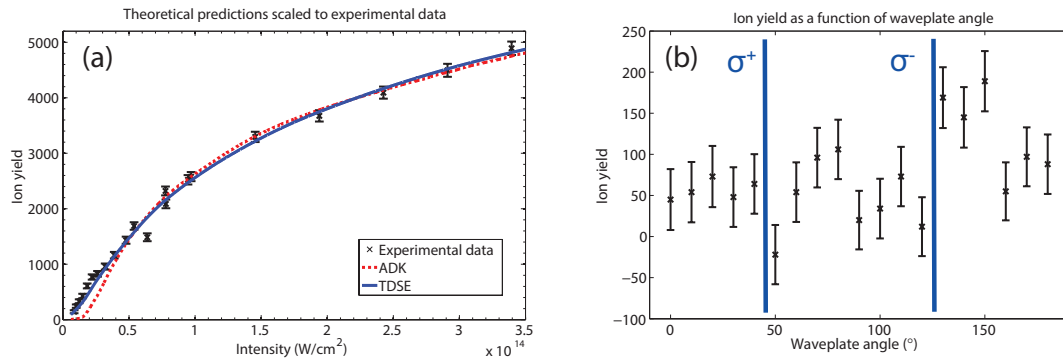 Theoretical predictions scaled to experimental data
(a)
Ion yield
5000
4000
3000
2000
1000
0
× Experimental data
ADK
TDSE
0 0.5 1 1.5 2 2.5 3 3.5
Intensity (W/cm²)
x 10¹⁴
Ion yield as a function of waveplate angle
(b)
σ⁺
σ⁻
Ion yield
250
200
150
100
50
0
−50
−100
0 50 100 150
Waveplate angle (°)